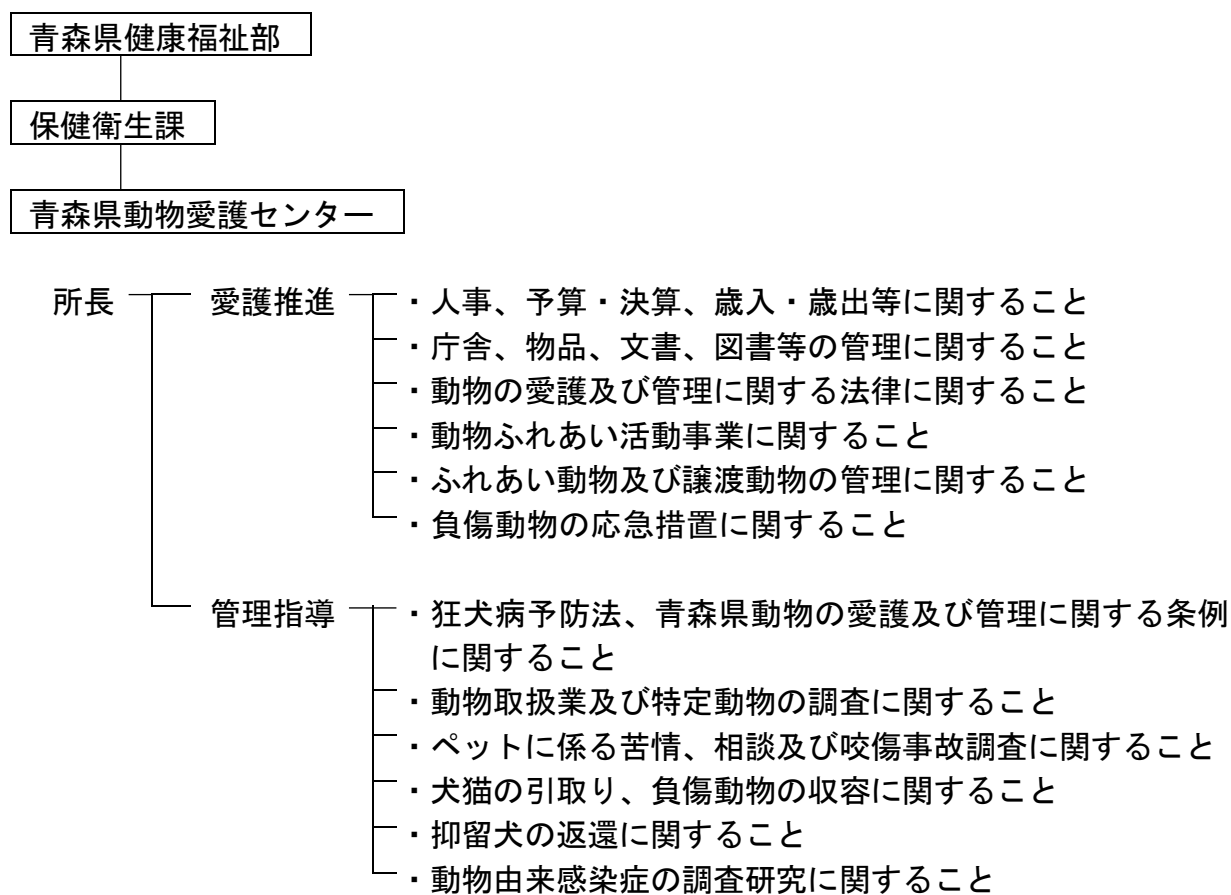 青森県健康福祉部
保健衛生課
青森県動物愛護センター
所長 愛護推進 ・人事、予算・決算、歳入・歳出等に関すること
・庁舎、物品、文書、図書等の管理に関すること
・動物の愛護及び管理に関する法律に関すること
・動物ふれあい活動事業に関すること
・ふれあい動物及び譲渡動物の管理に関すること
・負傷動物の応急措置に関すること
管理指導 ・狂犬病予防法、青森県動物の愛護及び管理に関する条例
に関すること
・動物取扱業及び特定動物の調査に関すること
・ペットに係る苦情、相談及び咬傷事故調査に関すること
・犬猫の引取り、負傷動物の収容に関すること
・抑留犬の返還に関すること
・動物由来感染症の調査研究に関すること